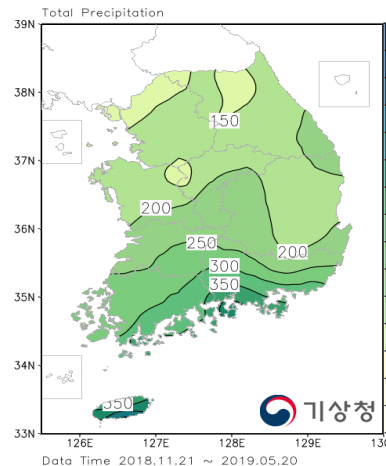 Total Precipitation
39N
38N
150
37N
200
36N
250
200
300
35N
350
34N
350
기상청
33N
126E 127E 128E 129E
Data Time 2018.11.21 ~ 2019.05.20